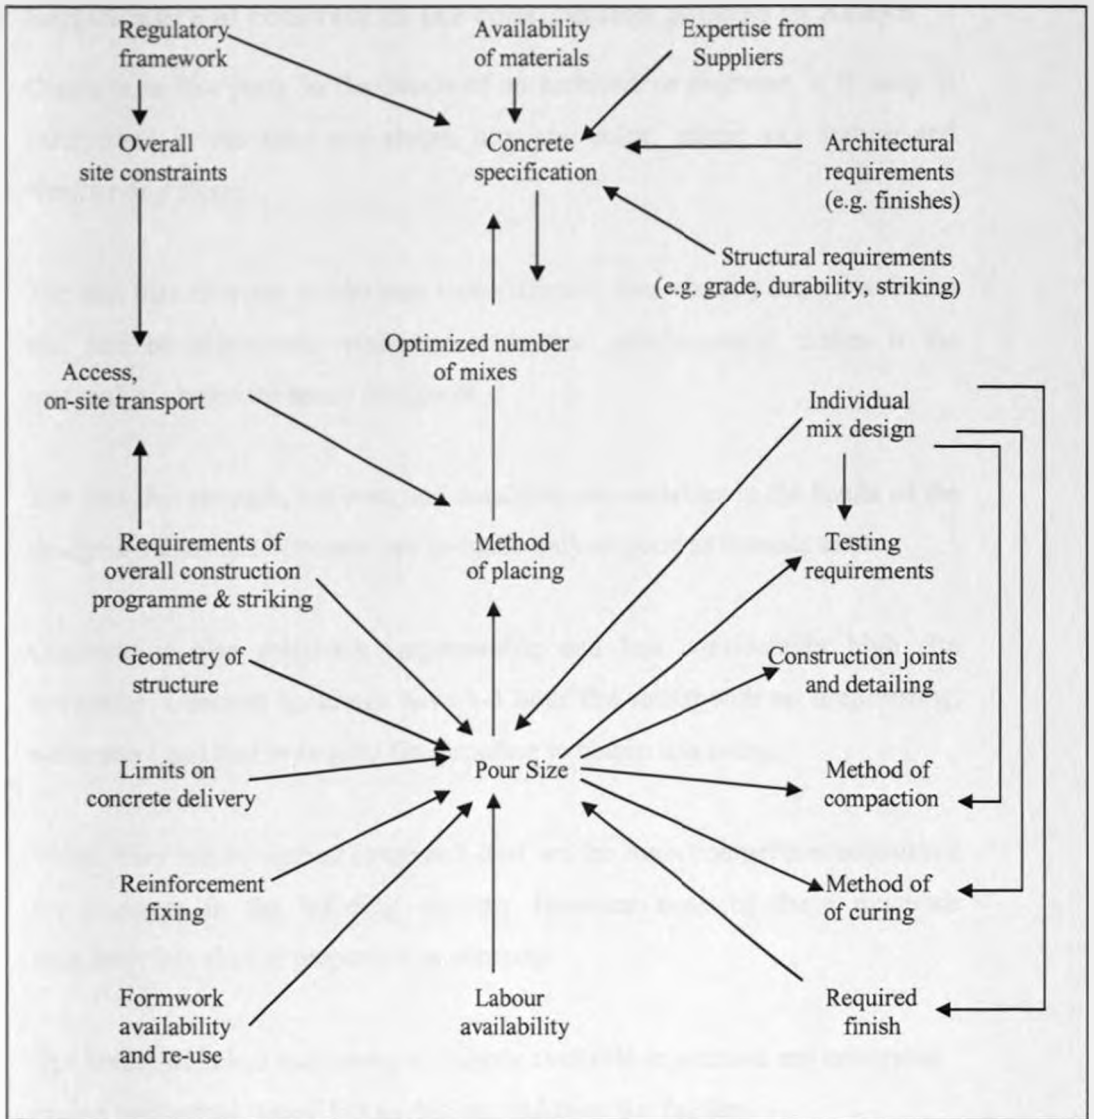 Regulatory
framework
Availability
of materials
Expertise from
Suppliers
Overall
site constraints
Concrete
specification
Architectural
requirements
(e.g. finishes)
Structural requirements
(e.g. grade, durability, striking)
Optimized number
of mixes
Access,
on-site transport
Individual
mix design
Requirements of
overall construction
programme & striking
Method
of placing
Testing
requirements
Geometry of
structure
Construction joints
and detailing
Limits on
concrete delivery
Pour Size
Method of
compaction
Reinforcement
fixing
Method of
of curing
Formwork
availability
and re-use
Labour
availability
Required
finish